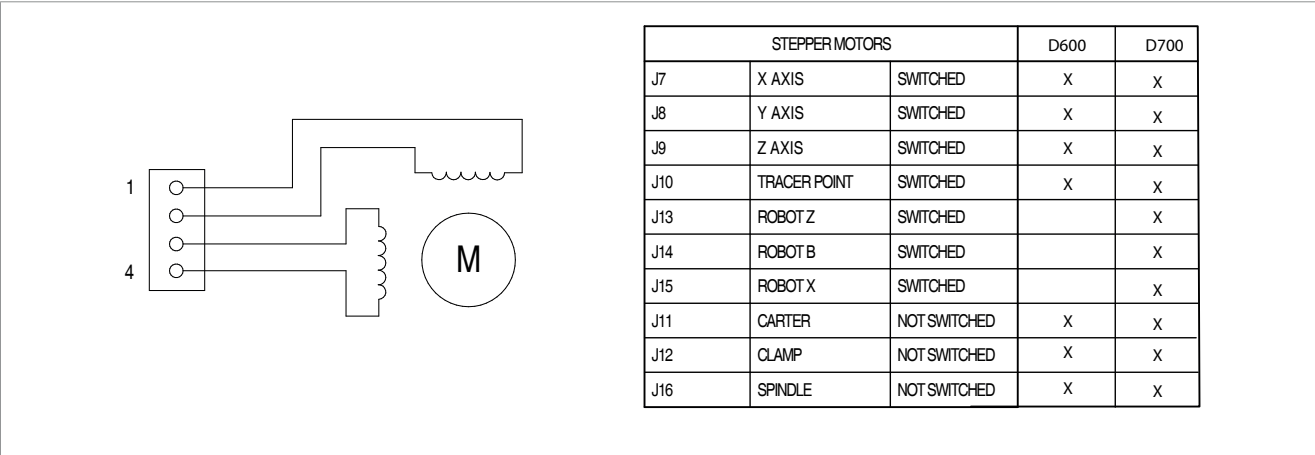 1
4
M
STEPPER MOTORS D600 D700
J7 X AXIS SWITCHED X X
J8 Y AXIS SWITCHED X X
J9 Z AXIS SWITCHED X X
J10 TRACER POINT SWITCHED X X
J13 ROBOT Z SWITCHED X
J14 ROBOT B SWITCHED X
J15 ROBOT X SWITCHED X
J11 CARTER NOT SWITCHED X X
J12 CLAMP NOT SWITCHED X X
J16 SPINDLE NOT SWITCHED X X